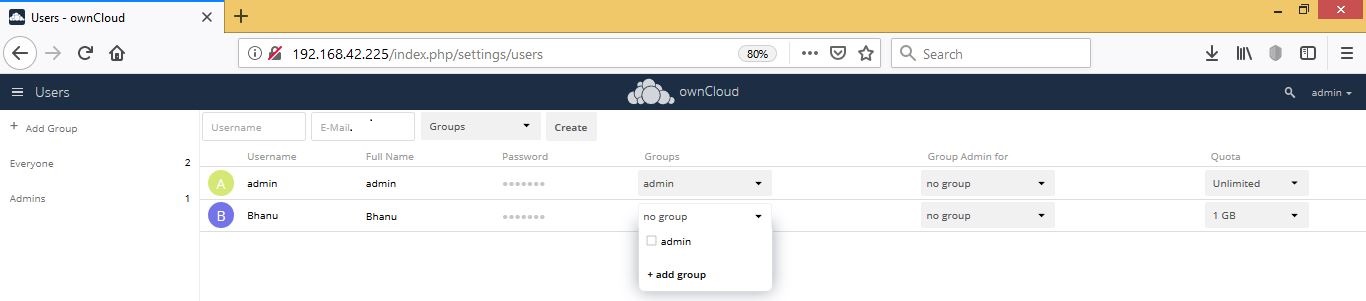 Users - ownCloud
192.168.42.225/index.php/settings/users 80% Search
Users ownCloud admin
+ Add Group Username E-Mail Groups Create
Username Full Name Password Groups Group Admin for Quota
Everyone 2
A admin admin admin no group Unlimited
Admins 1
B Bhanu Bhanu no group no group 1 GB
admin
+ add group